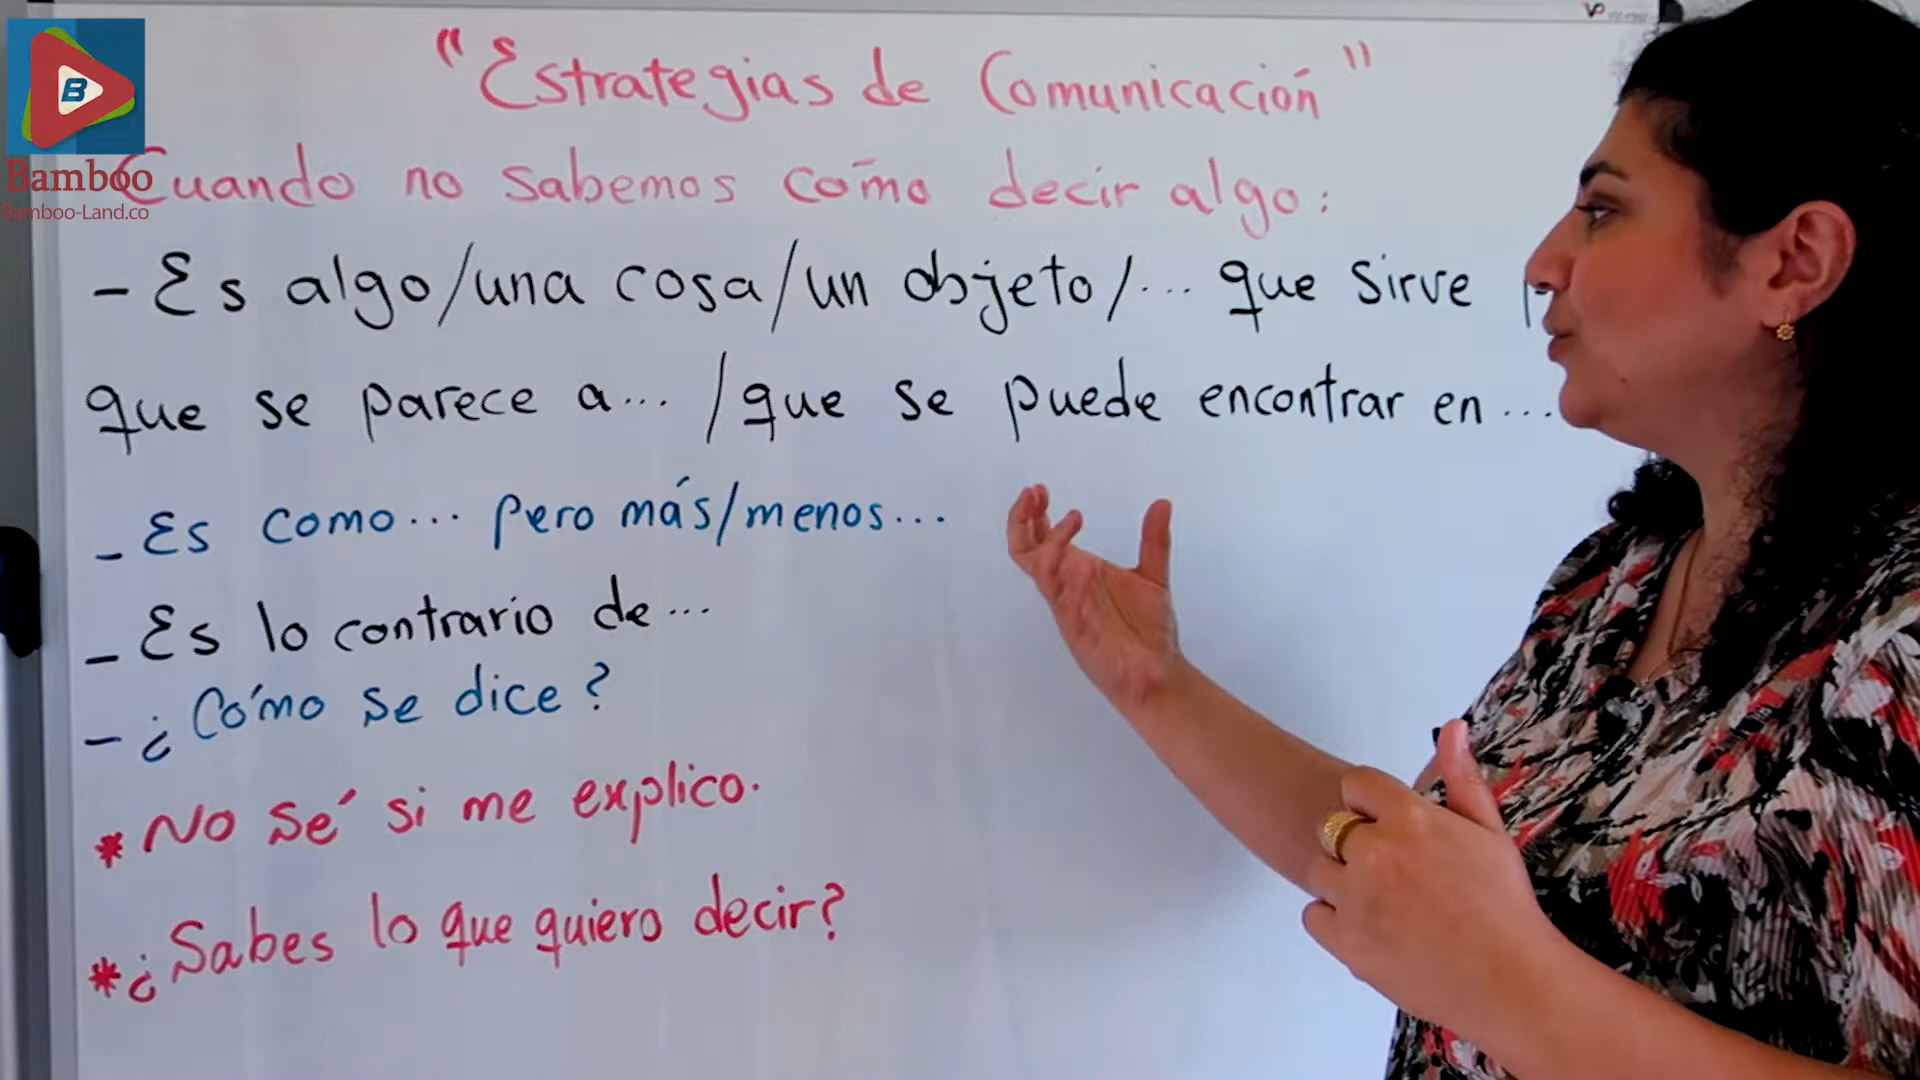 "Estrategias de Comunicación"
Cuando no sabemos cómo decir algo:
- Es algo/una cosa/un objeto/... que sirve
que se parece a... /que se puede encontrar en ...
- Es como... pero más/menos...
- Es lo contrario de...
- ¿Cómo se dice?
* No sé si me explico.
* ¿Sabes lo que quiero decir?
B
Bamboo
Bamboo-Land.co